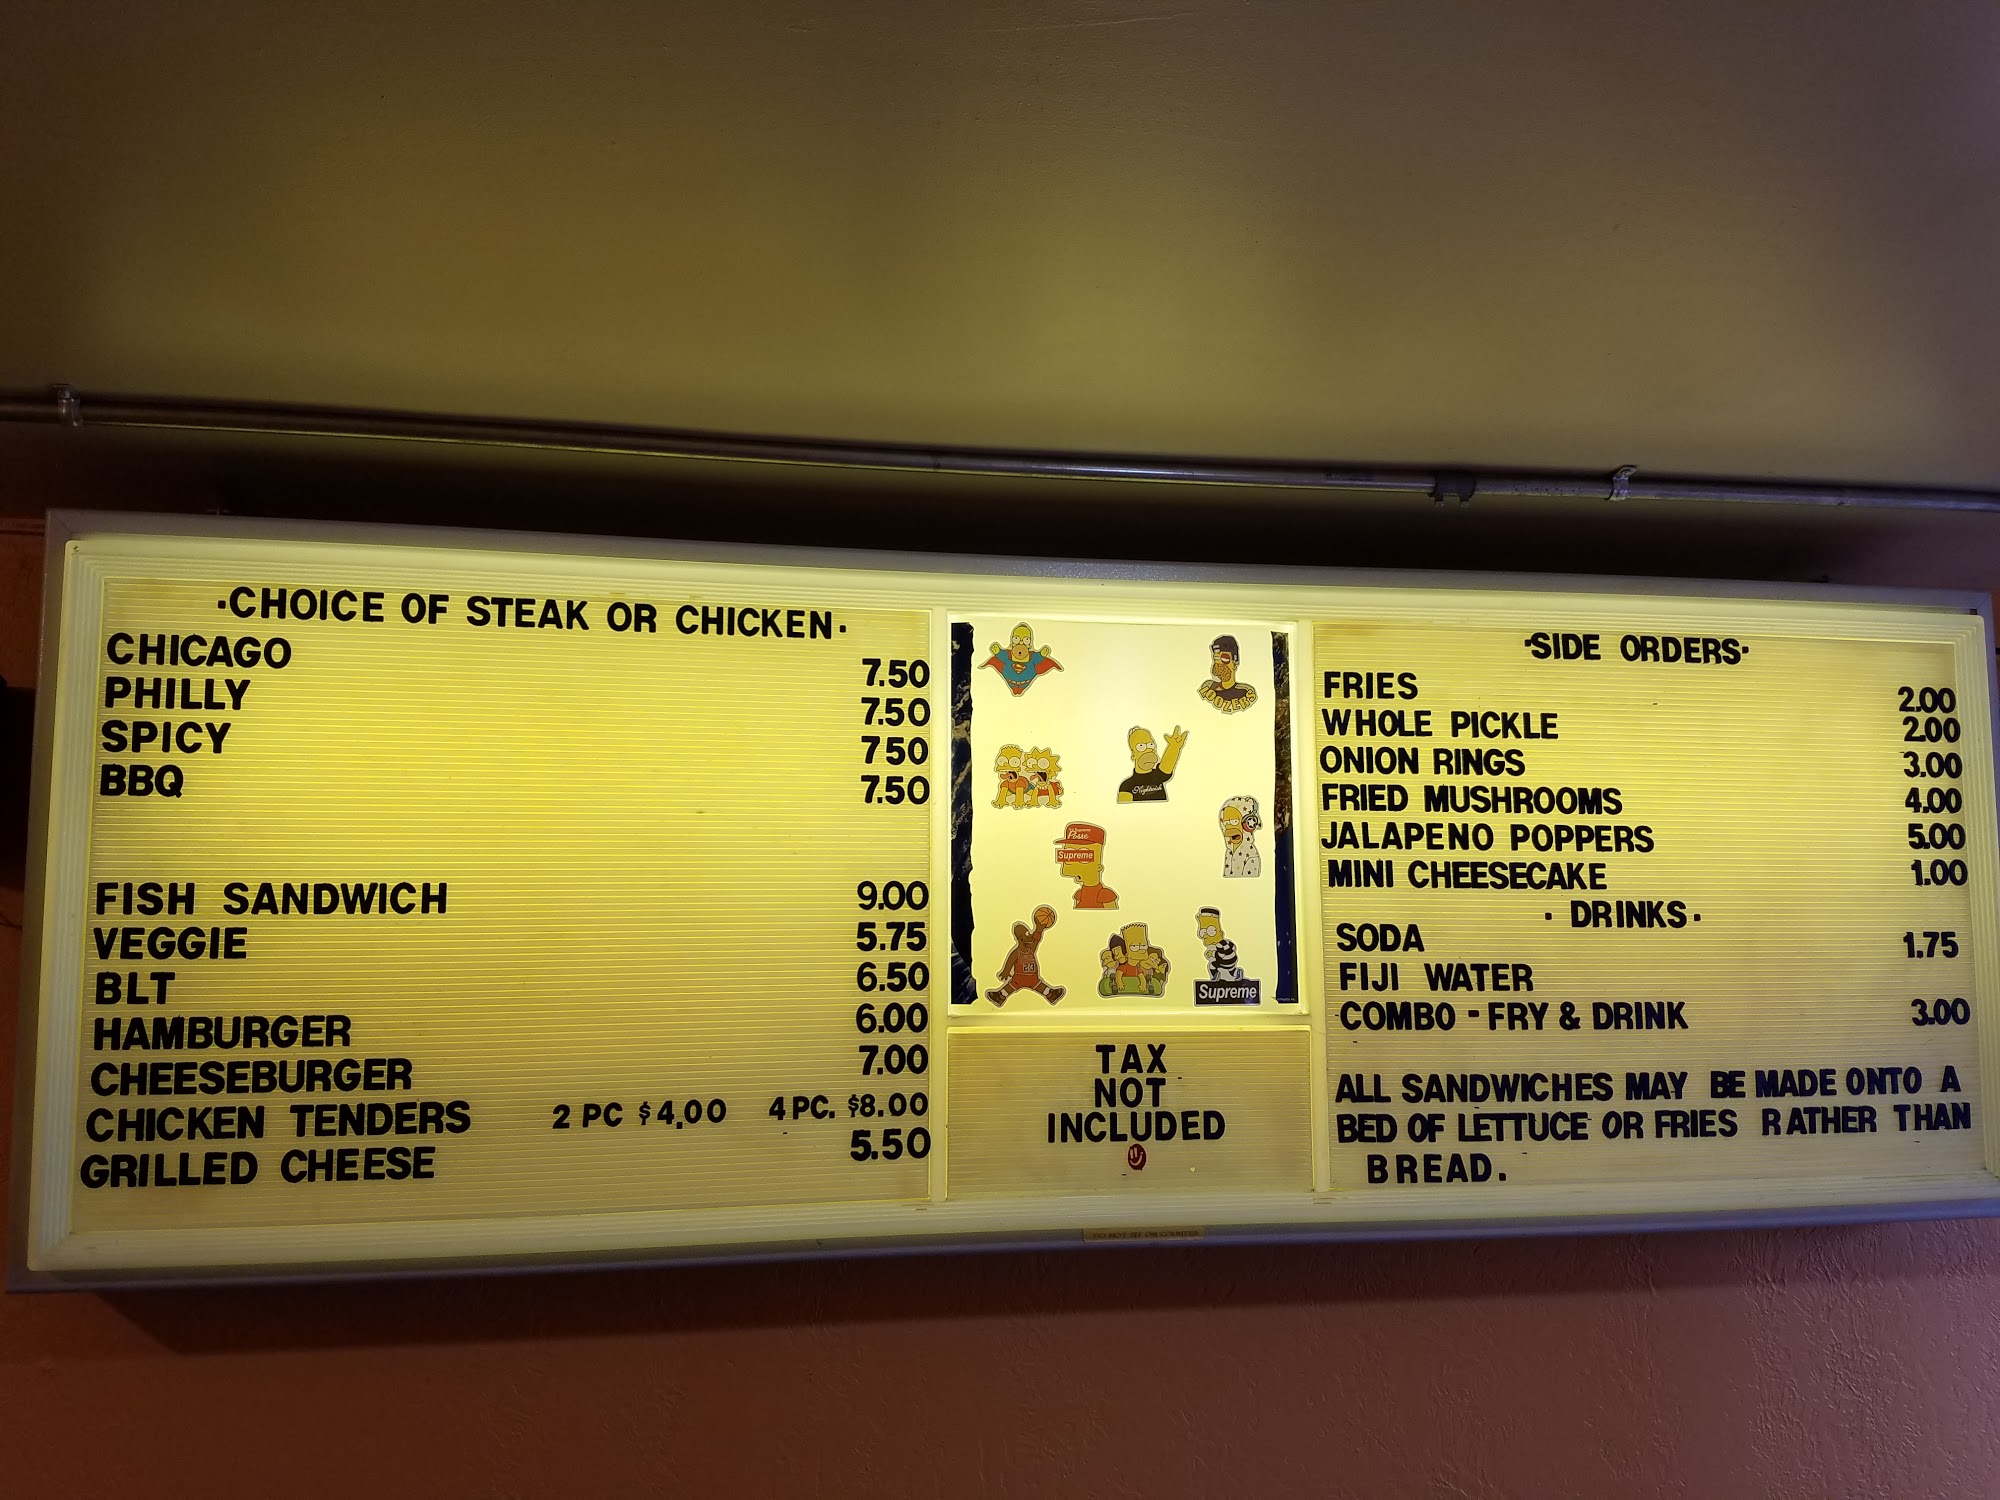 ·CHOICE OF STEAK OR CHICKEN·
CHICAGO 7.50
PHILLY 7.50
SPICY 750
BBQ 7.50
FISH SANDWICH 9.00
VEGGIE 5.75
BLT 6.50
HAMBURGER 6.00
CHEESEBURGER 7.00
CHICKEN TENDERS 2 PC $4.00 4 PC. $8.00
GRILLED CHEESE 5.50
Supreme
Supreme
TAX
NOT
INCLUDED
·SIDE ORDERS·
FRIES 2.00
WHOLE PICKLE 2.00
ONION RINGS 3.00
FRIED MUSHROOMS 4.00
JALAPENO POPPERS 5.00
MINI CHEESECAKE 1.00
· DRINKS·
SODA 1.75
FIJI WATER
COMBO - FRY & DRINK 3.00
ALL SANDWICHES MAY BE MADE ONTO A
BED OF LETTUCE OR FRIES RATHER THAN
BREAD.